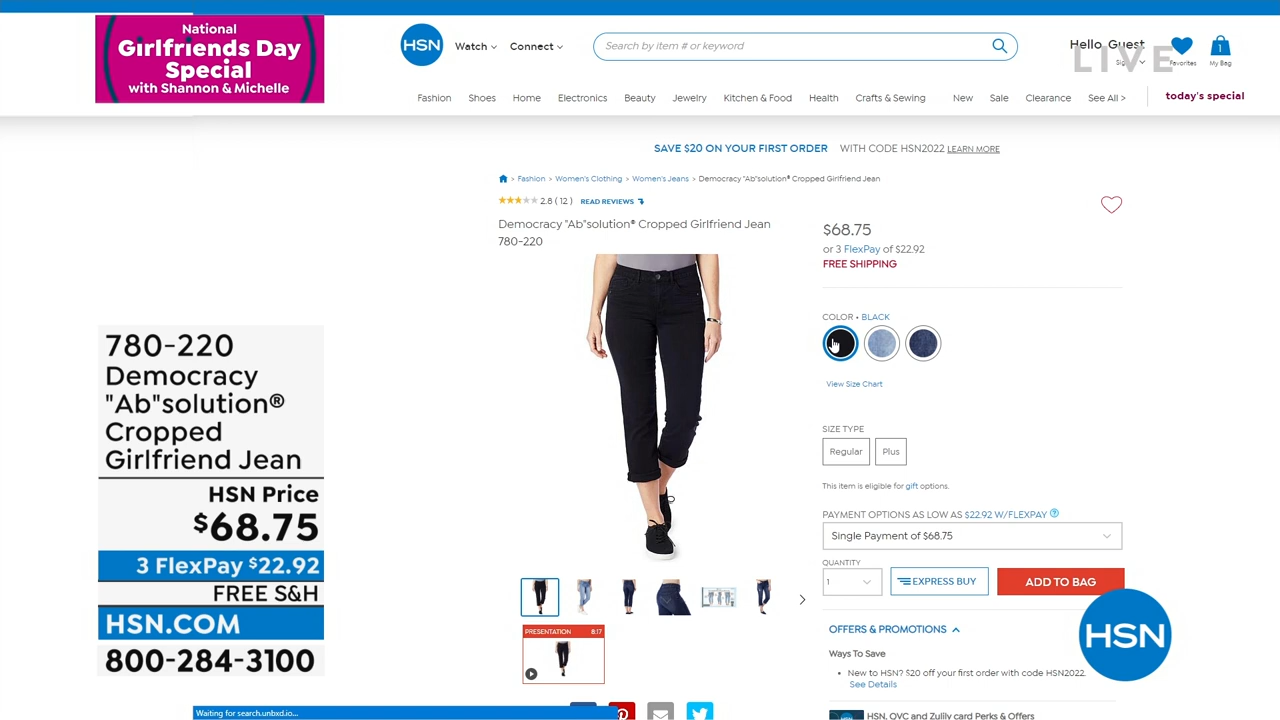 National
Girlfriends Day
Special
with Shannon & Michelle
HSN
Watch
Connect
Search by item # or keyword
Hello, Guest
LIVE
Favorites
1
My Bag
Fashion Shoes Home Electronics Beauty Jewelry Kitchen & Food Health Crafts & Sewing New Sale Clearance See All > today's special
SAVE $20 ON YOUR FIRST ORDER WITH CODE HSN2022 LEARN MORE
> Fashion > Women's Clothing > Women's Jeans > Democracy "Ab"solution® Cropped Girlfriend Jean
2.8 ( 12 ) READ REVIEWS
Democracy "Ab"solution® Cropped Girlfriend Jean
780-220
$68.75
or 3 FlexPay of $22.92
FREE SHIPPING
COLOR • BLACK
View Size Chart
SIZE TYPE
Regular
Plus
This item is eligible for gift options.
PAYMENT OPTIONS AS LOW AS $22.92 W/FLEXPAY ?
Single Payment of $68.75
QUANTITY
1
EXPRESS BUY
ADD TO BAG
OFFERS & PROMOTIONS
Ways To Save
• New to HSN? $20 off your first order with code HSN2022.
See Details
HSN, QVC and Zulily card Perks & Offers
HSN
PRESENTATION 8:17
780-220
Democracy
"Ab"solution®
Cropped
Girlfriend Jean
HSN Price
$68.75
3 FlexPay $22.92
FREE S&H
HSN.COM
800-284-3100
Waiting for search.unbxd.io...